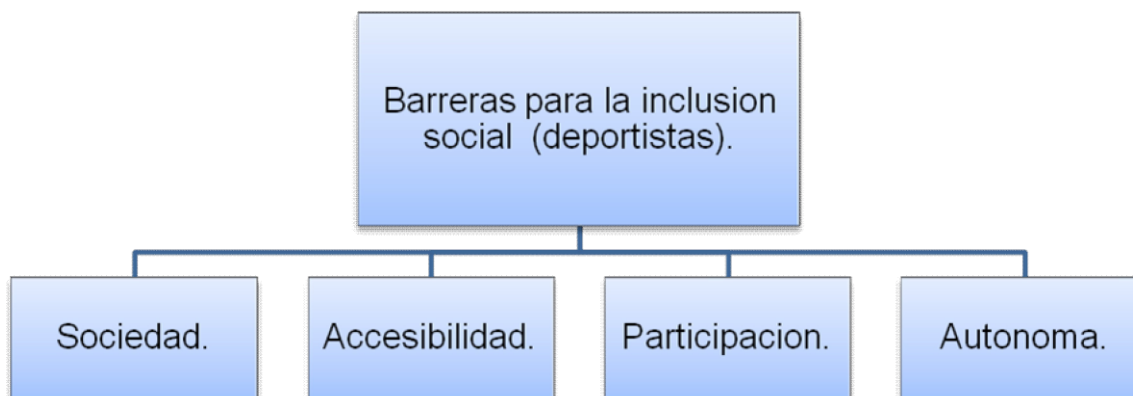 Barreras para la inclusion
social (deportistas).
Sociedad.
Accesibilidad.
Participacion.
Autonoma.